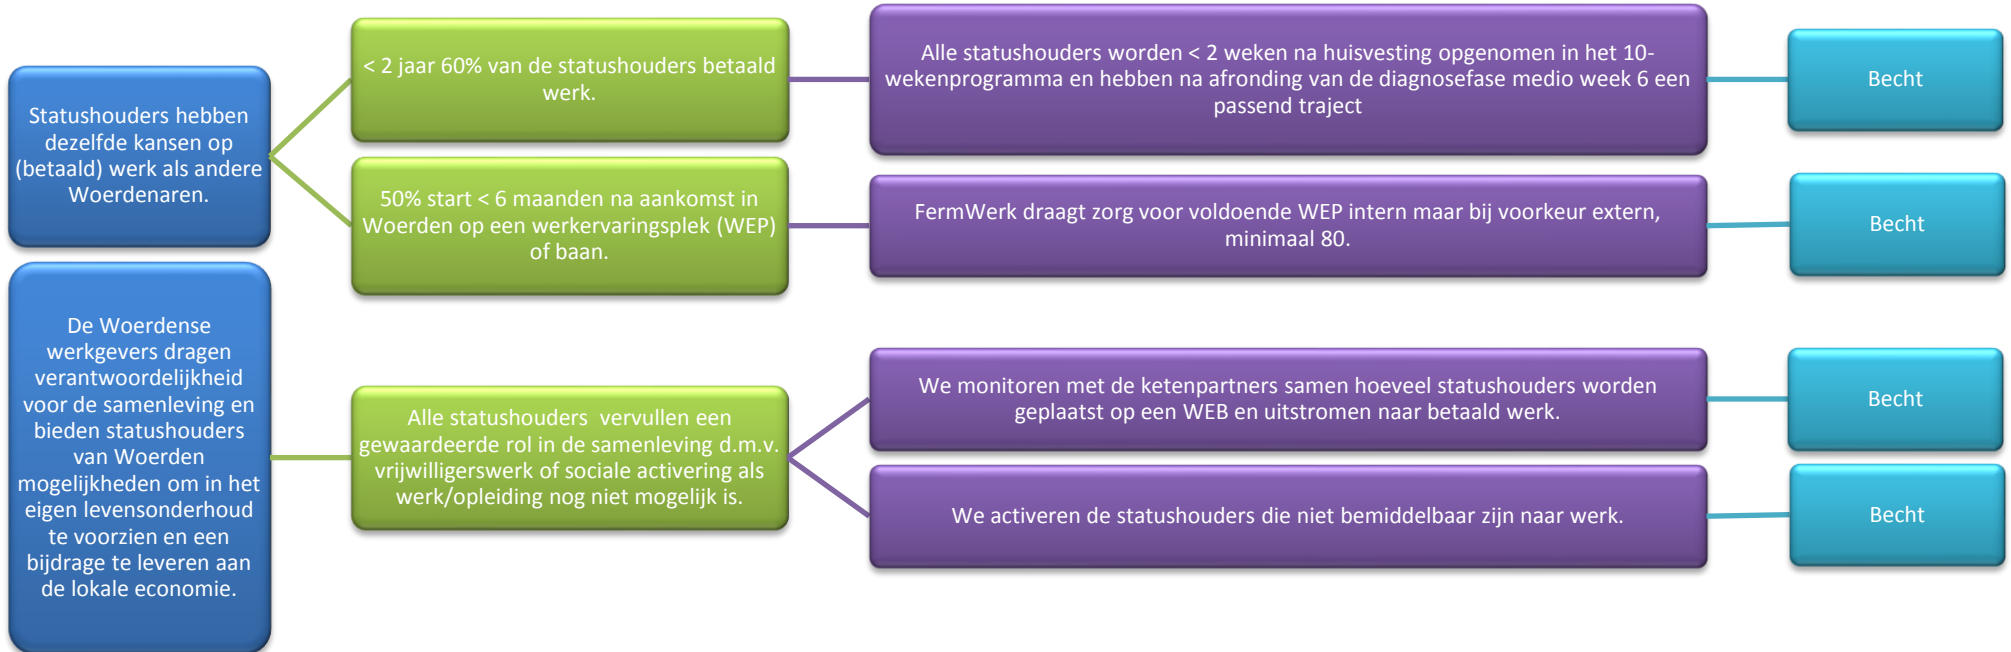 Statushouders hebben
dezelfde kansen op
(betaald) werk als andere
Woerdenaren.
< 2 jaar 60% van de statushouders betaald
werk.
Alle statushouders worden < 2 weken na huisvesting opgenomen in het 10-
wekenprogramma en hebben na afronding van de diagnosefase medio week 6 een
passend traject
Becht
50% start < 6 maanden na aankomst in
Woerden op een werkervaringsplek (WEP)
of baan.
FermWerk draagt zorg voor voldoende WEP intern maar bij voorkeur extern,
minimaal 80.
Becht
De Woerdense
werkgevers dragen
verantwoordelijkheid
voor de samenleving en
bieden statushouders
van Woerden
mogelijkheden om in het
eigen levensonderhoud
te voorzien en een
bijdrage te leveren aan
de lokale economie.
Alle statushouders  vervullen een
gewaardeerde rol in de samenleving d.m.v.
vrijwilligerswerk of sociale activering als
werk/opleiding nog niet mogelijk is.
We monitoren met de ketenpartners samen hoeveel statushouders worden
geplaatst op een WEB en uitstromen naar betaald werk.
Becht
We activeren de statushouders die niet bemiddelbaar zijn naar werk.
Becht